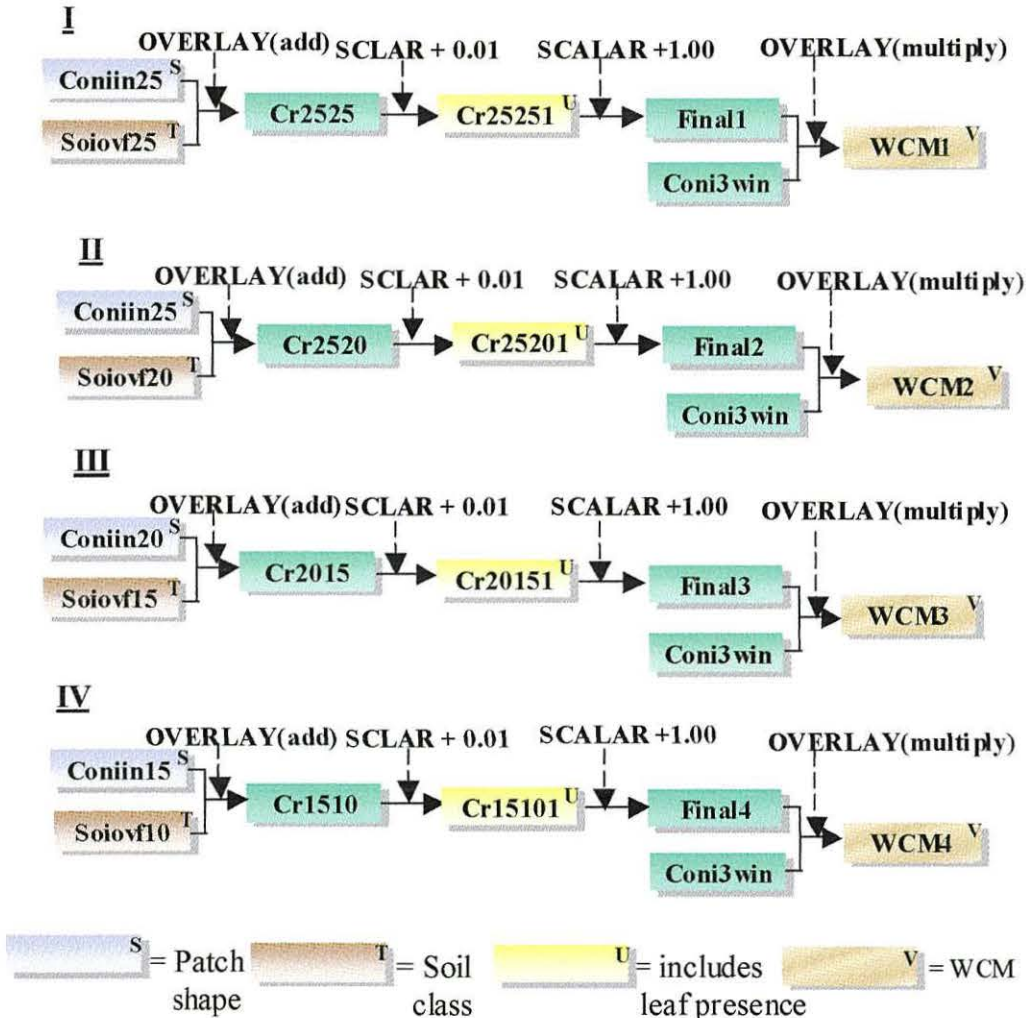 I
OVERLAY(add) SCLAR + 0.01 SCALAR +1.00 OVERLAY(multiply)
Coniin25 S
Soiovf25 T
Cr2525
Cr25251 U
Final1
Coni3win
WCM1 V
II
OVERLAY(add) SCLAR + 0.01 SCALAR +1.00 OVERLAY(multiply)
Coniin25 S
Soiovf20 T
Cr2520
Cr25201 U
Final2
Coni3win
WCM2 V
III
OVERLAY(add) SCLAR + 0.01 SCALAR +1.00 OVERLAY(multiply)
Coniin20 S
Soiovf15 T
Cr2015
Cr20151 U
Final3
Coni3win
WCM3 V
IV
OVERLAY(add) SCLAR + 0.01 SCALAR +1.00 OVERLAY(multiply)
Coniin15 S
Soiovf10 T
Cr1510
Cr15101 U
Final4
Coni3win
WCM4 V
S = Patch
shape
T = Soil
class
U = includes
leaf presence
V = WCM